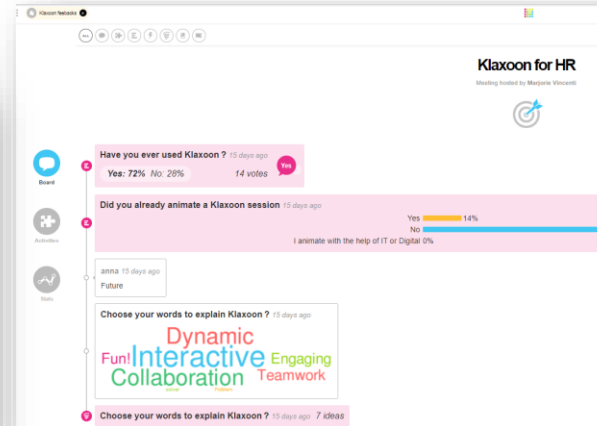 Klaxoon feebacks
Klaxoon for HR
Meeting hosted by Marjorie Vincenti
Board
Activities
Stats
Have you ever used Klaxoon ? 15 days ago
Yes: 72% No: 28% 14 votes Yes
Did you already animate a Klaxoon session 15 days ago
Yes 14%
No
I animate with the help of IT or Digital 0%
anna 15 days ago
Future
Choose your words to explain Klaxoon ? 15 days ago
Dynamic
Fun! Interactive Engaging
Collaboration Teamwork
Choose your words to explain Klaxoon ? 15 days ago 7 ideas